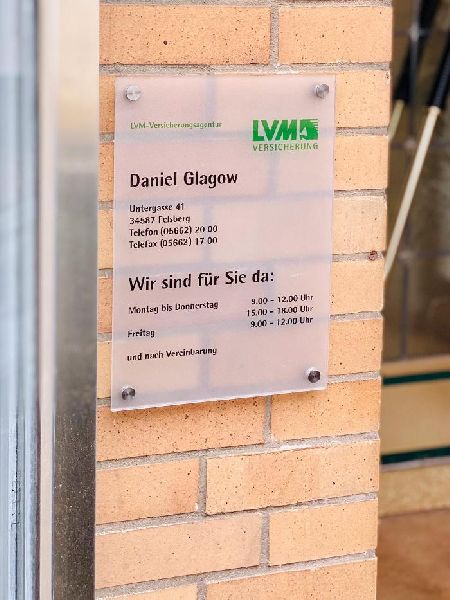 LVM-Versicherungsagentur
LVM
VERSICHERUNG
Daniel Glagow
Untergasse 41
34587 Felsberg
Telefon (05662) 20 00
Telefax (05662) 17 00
Wir sind für Sie da:
Montag bis Donnerstag 9.00 - 12.00 Uhr
15.00 - 18.00 Uhr
Freitag 9.00 - 12.00 Uhr
und nach Vereinbarung